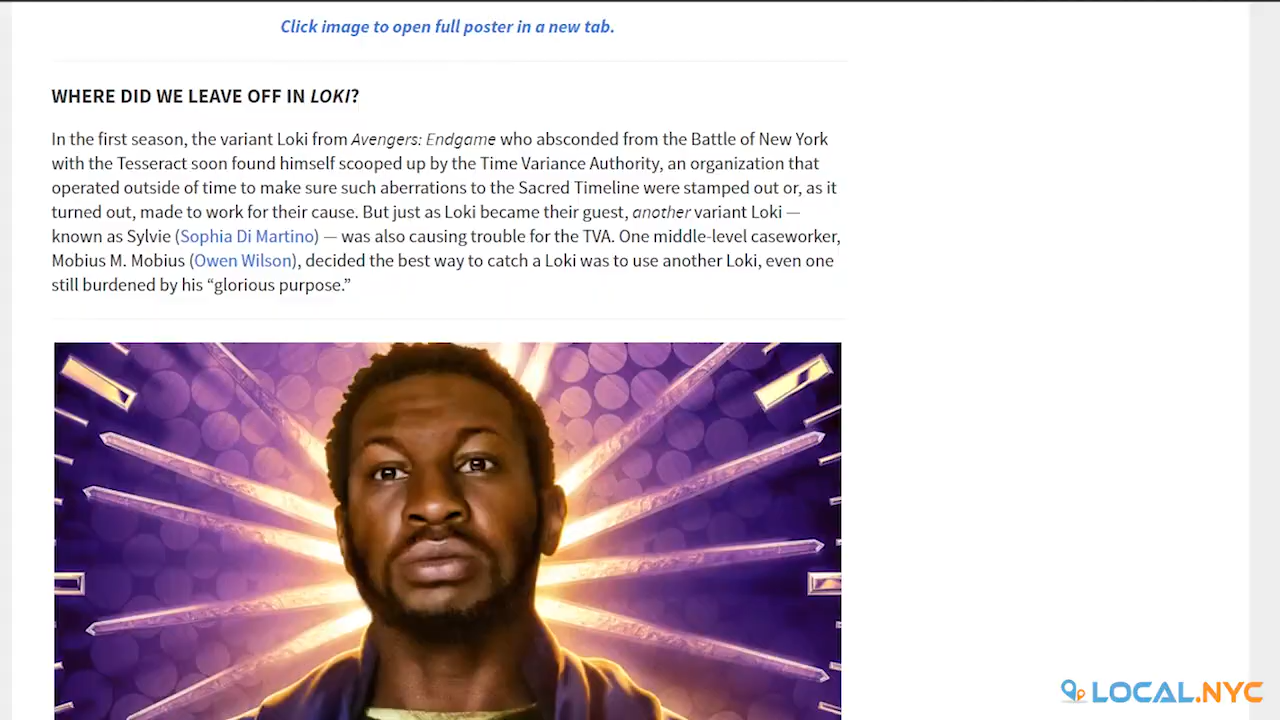 Click image to open full poster in a new tab.
WHERE DID WE LEAVE OFF IN LOKI?
In the first season, the variant Loki from Avengers: Endgame who absconded from the Battle of New York
with the Tesseract soon found himself scooped up by the Time Variance Authority, an organization that
operated outside of time to make sure such aberrations to the Sacred Timeline were stamped out or, as it
turned out, made to work for their cause. But just as Loki became their guest, another variant Loki —
known as Sylvie (Sophia Di Martino) — was also causing trouble for the TVA. One middle-level caseworker,
Mobius M. Mobius (Owen Wilson), decided the best way to catch a Loki was to use another Loki, even one
still burdened by his “glorious purpose.”
LOCAL.NYC